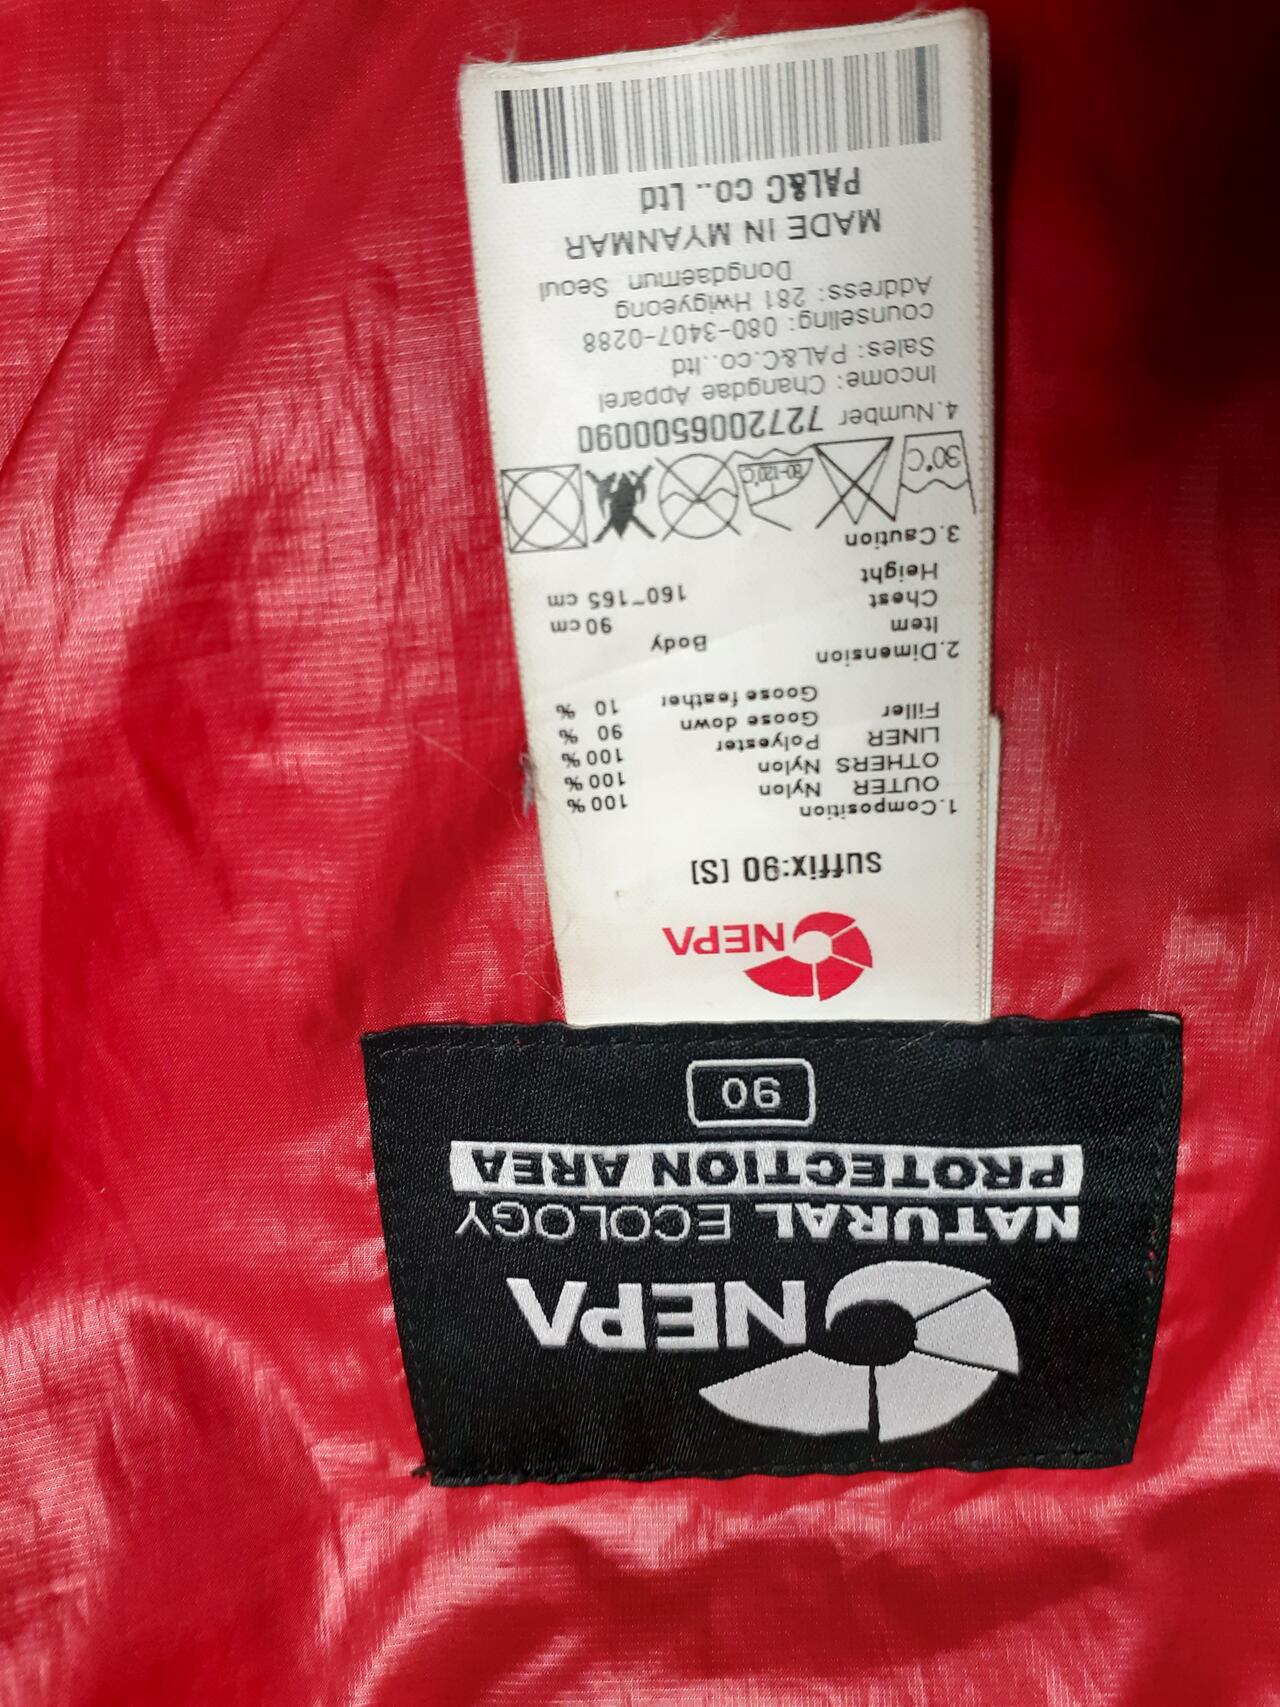 NEPA
NATURAL ECOLOGY
PROTECTION AREA
90
NEPA
Suffix:90 [S]
1.Composition
OUTER Nylon 100 %
OTHERS Nylon 100 %
LINER Polyester 100 %
Filler Goose down 90 %
Goose feather 10 %
2.Dimension
Item Body
Chest 90 cm
Height 160~165 cm
3.Caution
30°C 80-120°C
4.Number 7272006500090
Income: Changdae Apparel
Sales: PAL&C.co..ltd
counseling: 080-3407-0288
Address: 281 Hwigyeong
Dongdaemun Seoul
MADE IN MYANMAR
PAL&C co.. Ltd